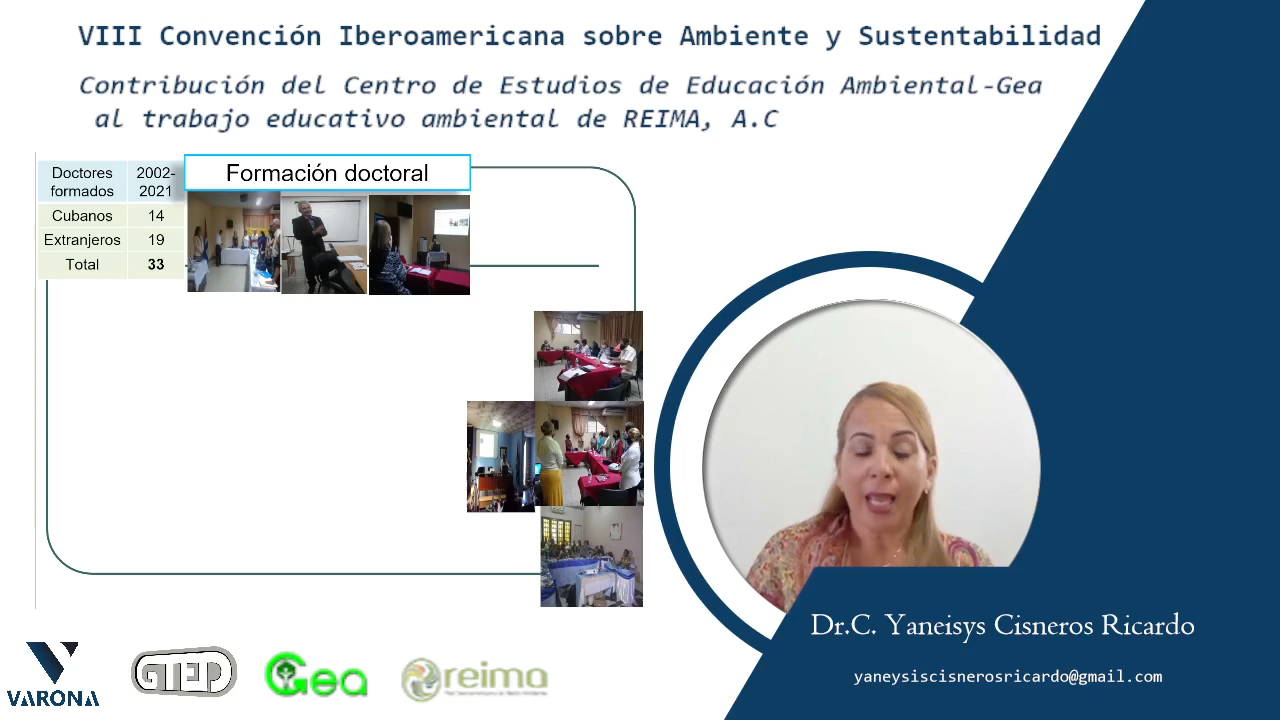 VIII Convención Iberoamericana sobre Ambiente y Sustentabilidad
Contribución del Centro de Estudios de Educación Ambiental-Gea
al trabajo educativo ambiental de REIMA, A.C
Formación doctoral
Doctores formados 2002-2021
Cubanos 14
Extranjeros 19
Total 33
Dr.C. Yaneisys Cisneros Ricardo
yaneysiscisnerosricardo@gmail.com
VARONA
GTED
Gea
reima